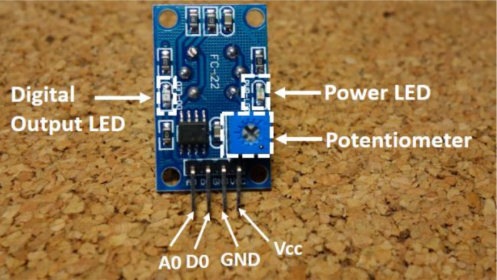 FC-22
Digital
Output LED
Power LED
Potentiometer
A0 D0 GND Vcc